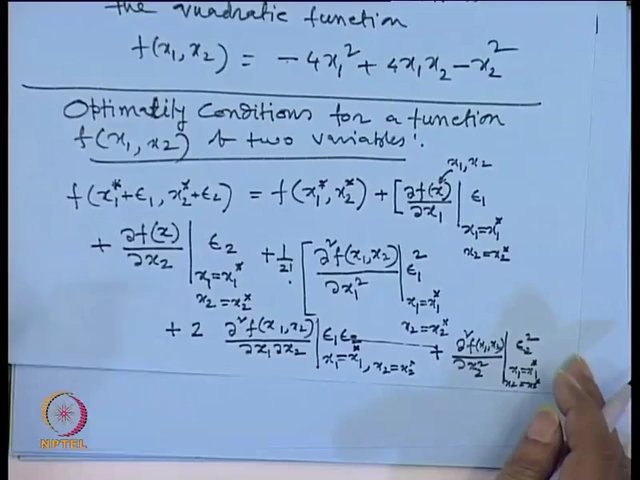 the quadratic function
f(x₁, x₂) = −4x₁² + 4x₁x₂ − x₂²
Optimality Conditions for a function
f(x₁, x₂) of two variables:
x₁, x₂
f(x₁*+ε₁, x₂*+ε₂) = f(x₁*, x₂*) + [∂f(x)/∂x₁ | ε₁
x₁=x₁*
x₂=x₂*
+ ∂f(x)/∂x₂ | ε₂ + 1/2! [∂²f(x₁,x₂)/∂x₁² | ε₁²
x₁=x₁*
x₂=x₂*
x₁=x₁*
x₂=x₂*
+ 2 ∂²f(x₁,x₂)/∂x₁∂x₂ | ε₁ε₂ + ∂²f(x₁,x₂)/∂x₂² | ε₂²
x₁=x₁*, x₂=x₂*
x₁=x₁*
x₂=x₂*
NPTEL